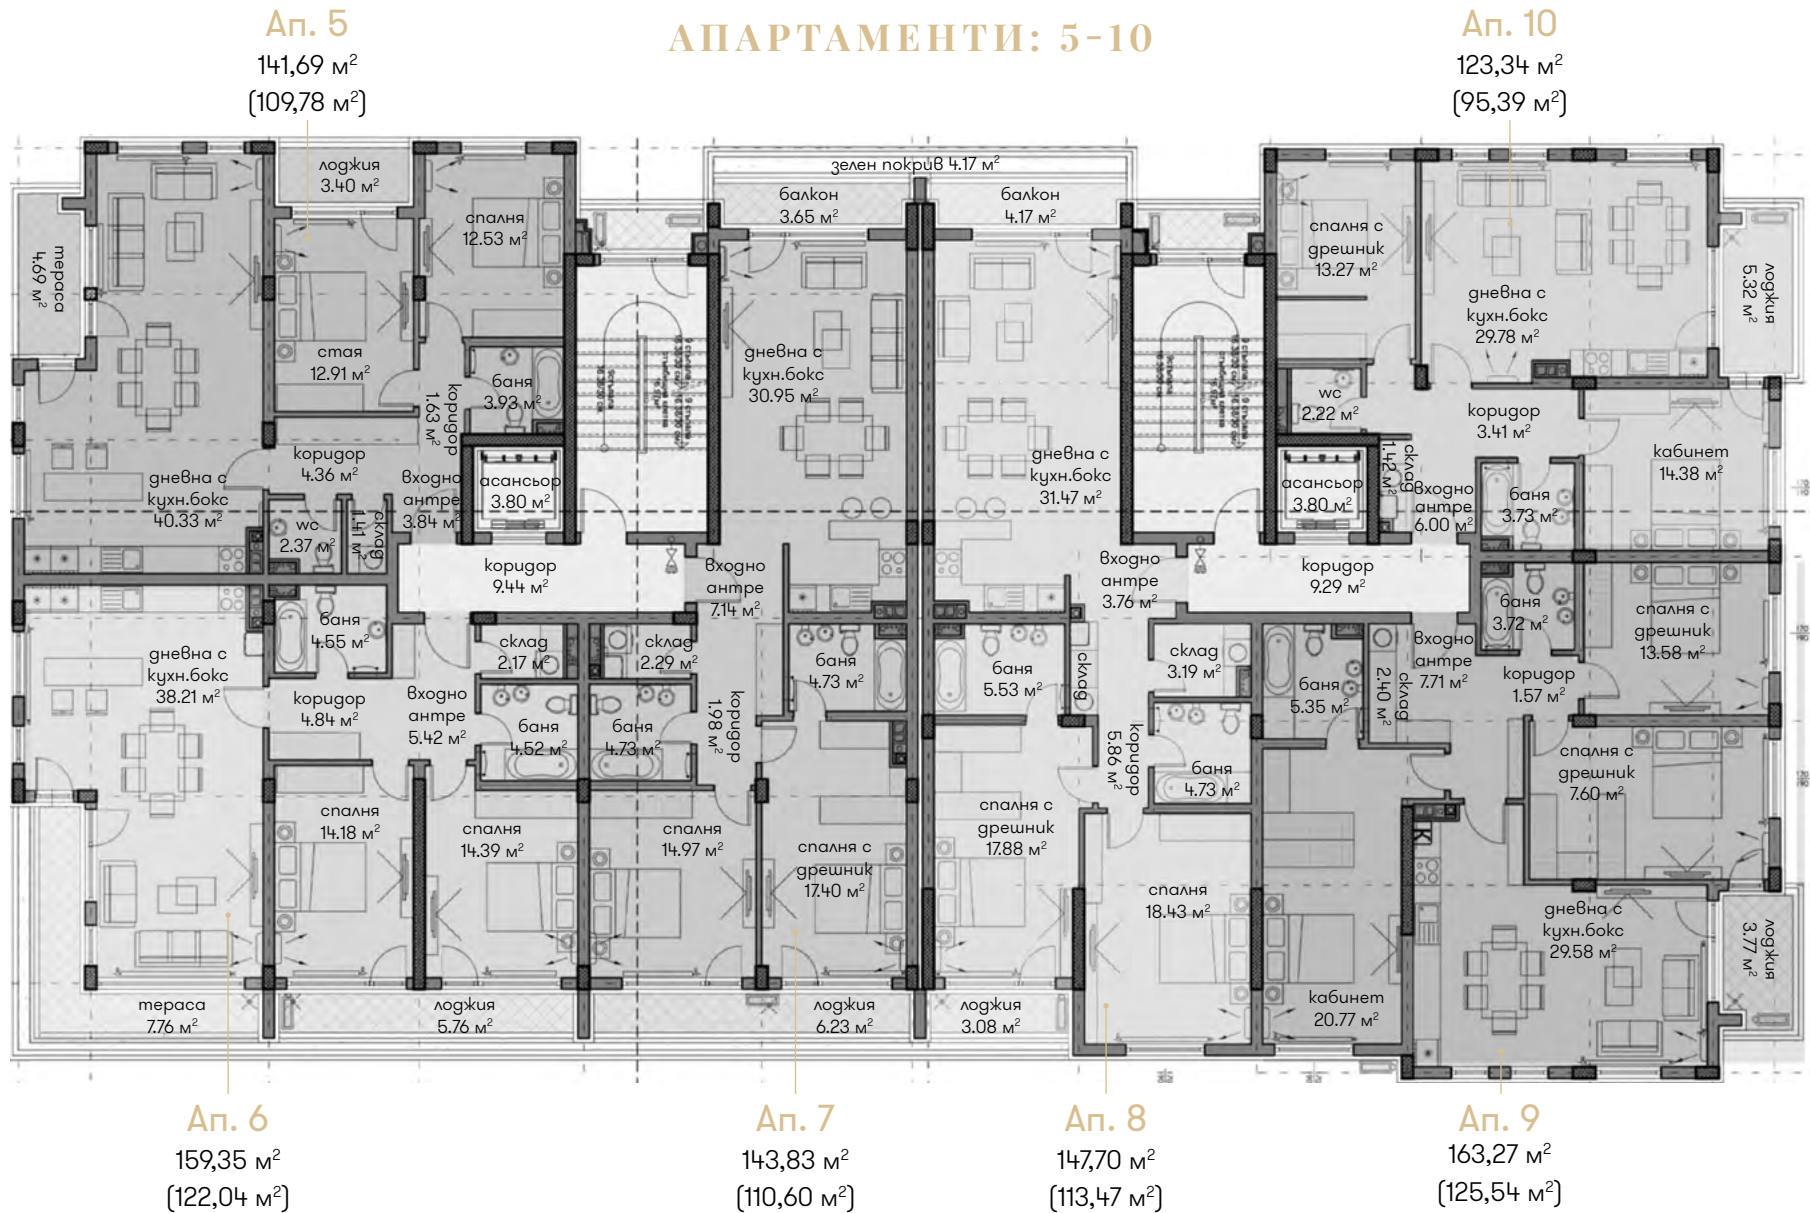 АПАРТАМЕНТИ: 5-10
Ап. 5
141,69 м²
(109,78 м²)
Ап. 10
123,34 м²
(95,39 м²)
лоджия
3.40 м²
спалня
12.53 м²
тераса
4.69 м²
стая
12.91 м²
баня
3.93 м²
коридор
1.63 м²
коридор
4.36 м²
входно
антре
3.84 м²
асансьор
3.80 м²
дневна с
кухн.бокс
40.33 м²
wc
2.37 м²
склад
1.41 м²
коридор
9.44 м²
зелен покрив 4.17 м²
балкон
3.65 м²
балкон
4.17 м²
дневна с
кухн.бокс
30.95 м²
дневна с
кухн.бокс
31.47 м²
входно
антре
7.14 м²
входно
антре
3.76 м²
спалня с
дрешник
13.27 м²
дневна с
кухн.бокс
29.78 м²
лоджия
5.32 м²
wc
2.22 м²
коридор
3.41 м²
кабинет
14.38 м²
склад
1.42 м²
асансьор
3.80 м²
входно
антре
6.00 м²
баня
3.73 м²
коридор
9.29 м²
баня
3.72 м²
спалня с
дрешник
13.58 м²
входно
антре
7.71 м²
коридор
1.57 м²
баня
4.55 м²
дневна с
кухн.бокс
38.21 м²
коридор
4.84 м²
входно
антре
5.42 м²
склад
2.17 м²
склад
2.29 м²
баня
4.52 м²
баня
4.73 м²
коридор
1.98 м²
баня
4.73 м²
баня
5.53 м²
склад
склад
3.19 м²
коридор
5.86 м²
баня
4.73 м²
баня
5.35 м²
склад
2.40 м²
спалня с
дрешник
7.60 м²
спалня
14.18 м²
спалня
14.39 м²
спалня
14.97 м²
спалня с
дрешник
17.40 м²
спалня с
дрешник
17.88 м²
спалня
18.43 м²
кабинет
20.77 м²
дневна с
кухн.бокс
29.58 м²
лоджия
3.77 м²
тераса
7.76 м²
лоджия
5.76 м²
лоджия
6.23 м²
лоджия
3.08 м²
Ап. 6
159,35 м²
(122,04 м²)
Ап. 7
143,83 м²
(110,60 м²)
Ап. 8
147,70 м²
(113,47 м²)
Ап. 9
163,27 м²
(125,54 м²)